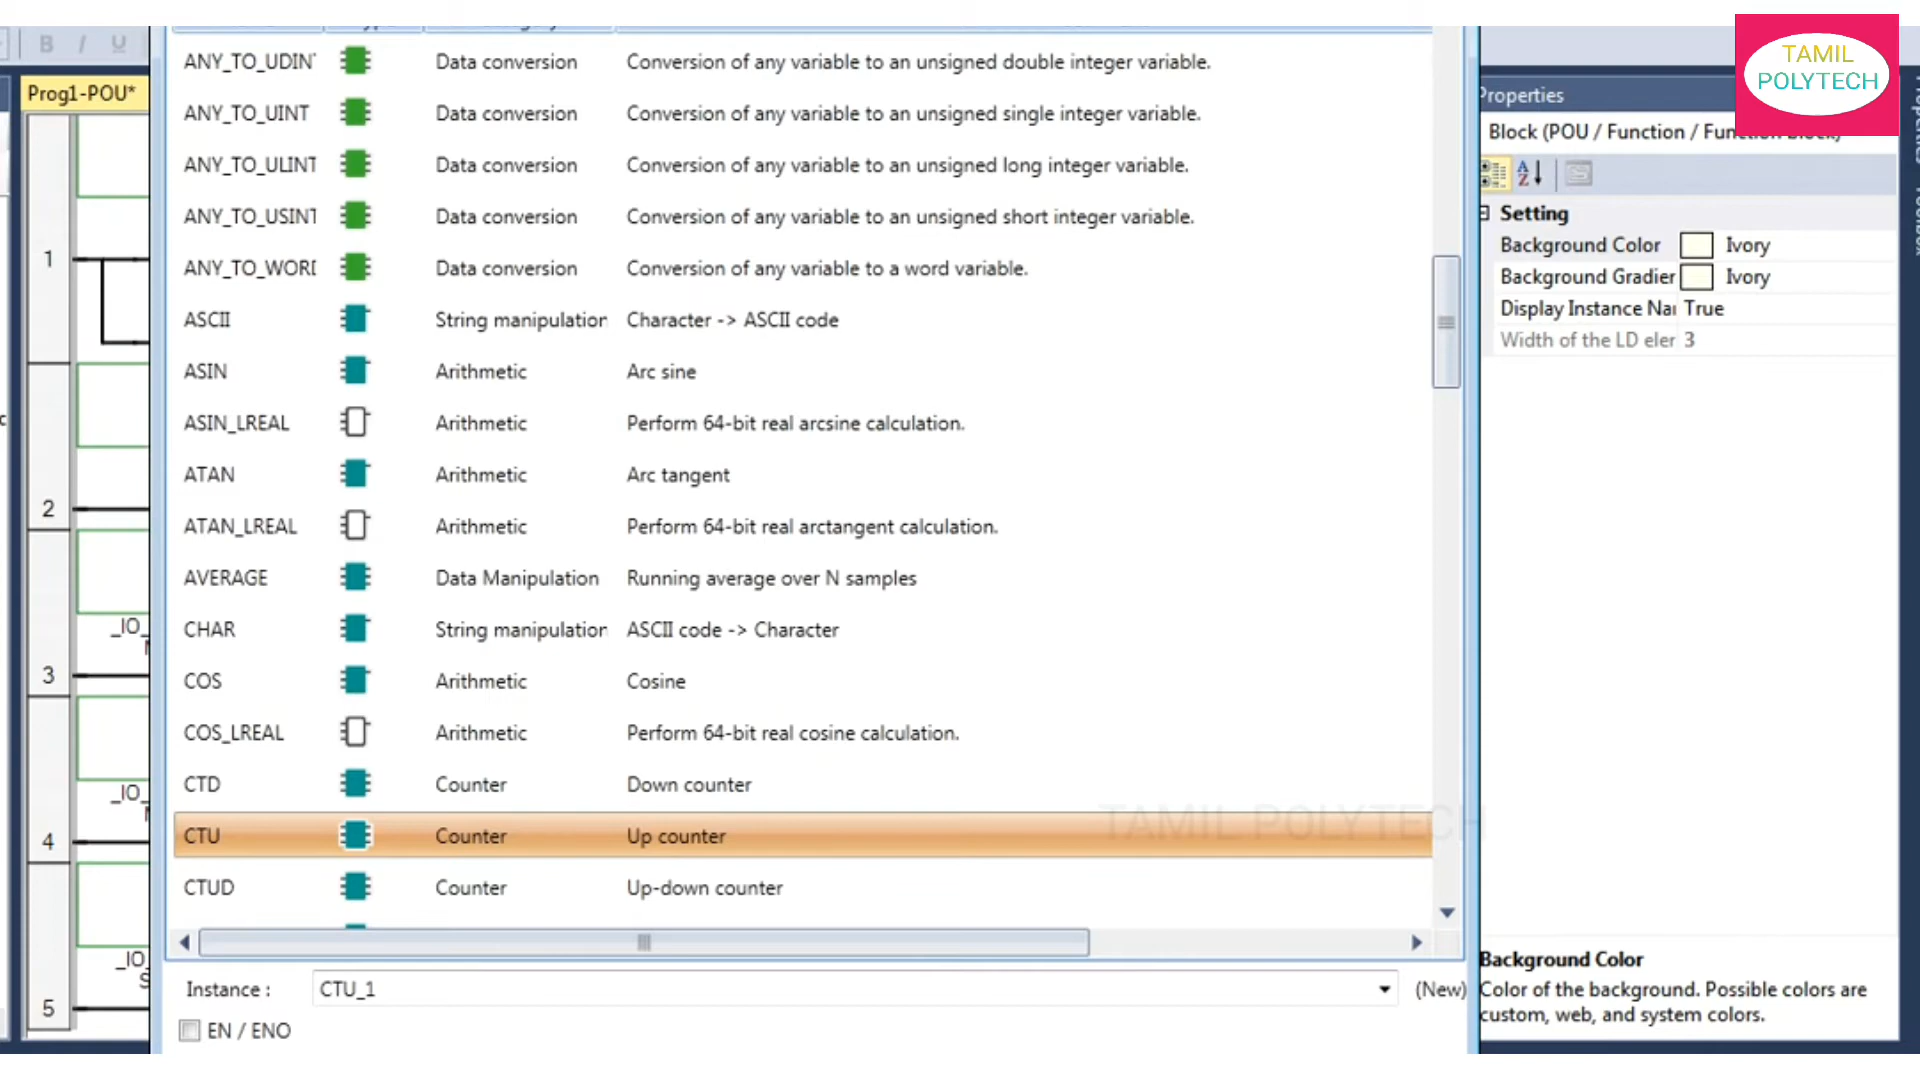 B I U
TAMIL
POLYTECH
Prog1-POU*
Properties
Block (POU / Function /
Setting
Background Color Ivory
Background Gradier Ivory
Display Instance Nai True
Width of the LD eler 3
ANY_TO_UDIN Data conversion Conversion of any variable to an unsigned double integer variable.
ANY_TO_UINT Data conversion Conversion of any variable to an unsigned single integer variable.
ANY_TO_ULINT Data conversion Conversion of any variable to an unsigned long integer variable.
ANY_TO_USINT Data conversion Conversion of any variable to an unsigned short integer variable.
ANY_TO_WORI Data conversion Conversion of any variable to a word variable.
ASCII String manipulation Character -> ASCII code
ASIN Arithmetic Arc sine
ASIN_LREAL Arithmetic Perform 64-bit real arcsine calculation.
ATAN Arithmetic Arc tangent
ATAN_LREAL Arithmetic Perform 64-bit real arctangent calculation.
AVERAGE Data Manipulation Running average over N samples
CHAR String manipulation ASCII code -> Character
COS Arithmetic Cosine
COS_LREAL Arithmetic Perform 64-bit real cosine calculation.
CTD Counter Down counter
CTU Counter Up counter
TAMIL POLYTECH
CTUD Counter Up-down counter
1
2
_IO_
3
_IO_
4
_IO_
5
Instance : CTU_1 (New)
EN / ENO
Background Color
Color of the background. Possible colors are
custom, web, and system colors.